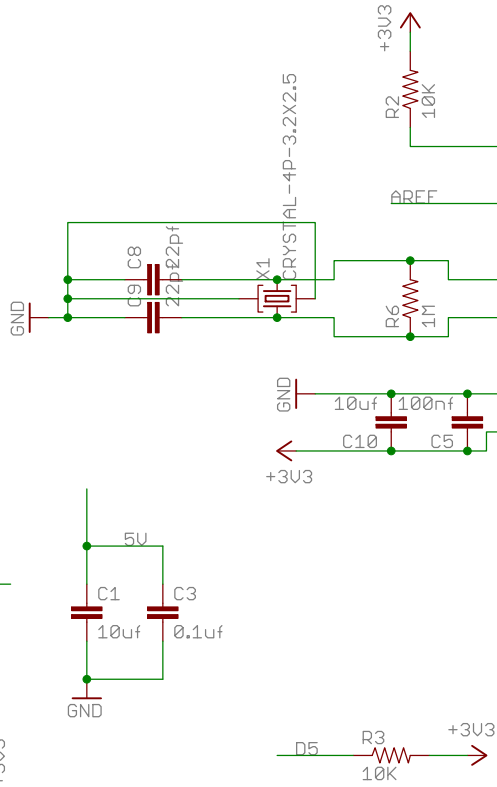 +3V3
R2
10K
AREF
CRYSTAL-4P-3.2X2.5
X1
C8
22pf
C9
22pf
GND
R6
1M
GND
10uf
100nf
C10
C5
+3V3
5V
C1
C3
10uf
0.1uf
GND
+3V3
D5
R3
+3V3
10K